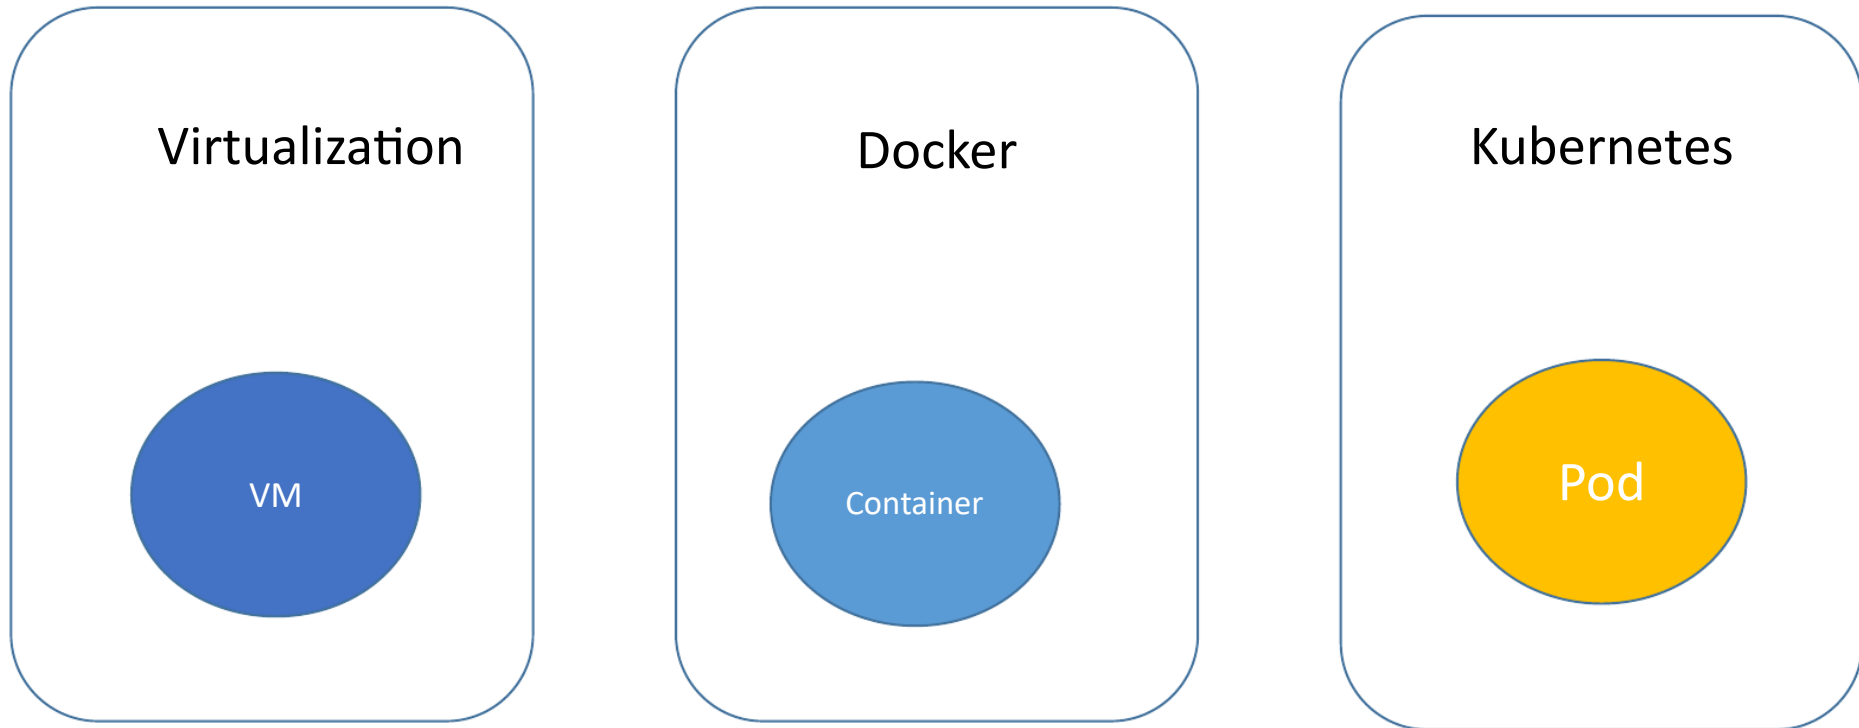 Virtualization
Docker
Kubernetes
VM
Container
Pod